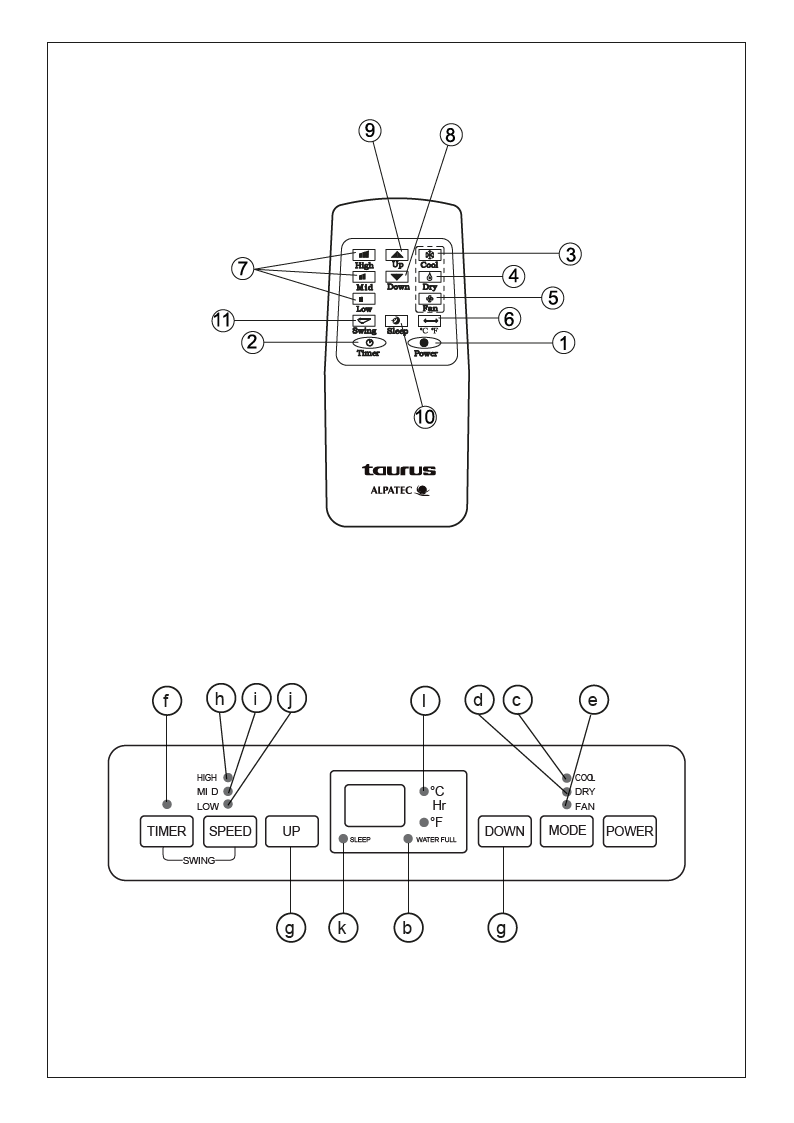 9 8
7 3
High Up Cool
4
Mid Down Dry
5
Low Fan
11 6
Swing Sleep °C °F
2 1
Timer Power
10
taurus
ALPATEC
f h i j l d c e
HIGH °C COOL
MI D Hr DRY
LOW °F FAN
TIMER SPEED UP DOWN MODE POWER
SLEEP WATER FULL
SWING
g k b g